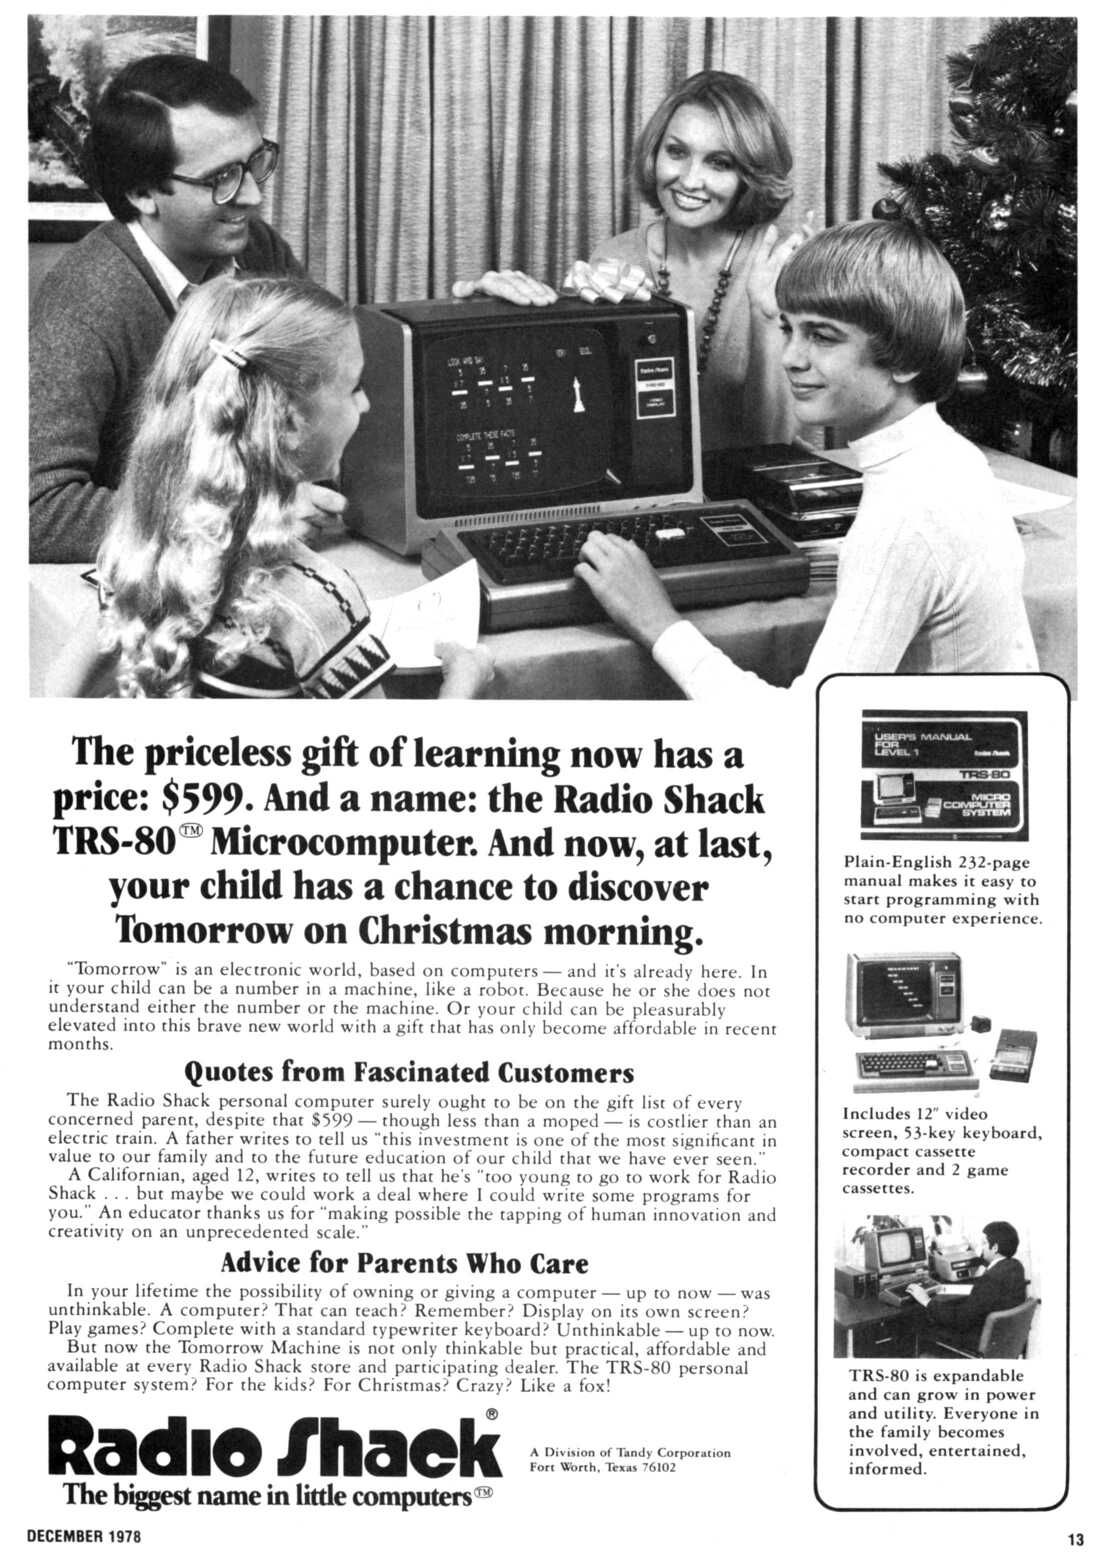 LOOK AND SAY
COMPLETE THESE FACTS
The priceless gift of learning now has a
price: $599. And a name: the Radio Shack
TRS-80™ Microcomputer. And now, at last,
your child has a chance to discover
Tomorrow on Christmas morning.
"Tomorrow" is an electronic world, based on computers — and it's already here. In
it your child can be a number in a machine, like a robot. Because he or she does not
understand either the number or the machine. Or your child can be pleasurably
elevated into this brave new world with a gift that has only become affordable in recent
months.
Quotes from Fascinated Customers
The Radio Shack personal computer surely ought to be on the gift list of every
concerned parent, despite that $599 — though less than a moped — is costlier than an
electric train. A father writes to tell us "this investment is one of the most significant in
value to our family and to the future education of our child that we have ever seen."
A Californian, aged 12, writes to tell us that he's "too young to go to work for Radio
Shack . . . but maybe we could work a deal where I could write some programs for
you." An educator thanks us for "making possible the tapping of human innovation and
creativity on an unprecedented scale."
Advice for Parents Who Care
In your lifetime the possibility of owning or giving a computer — up to now — was
unthinkable. A computer? That can teach? Remember? Display on its own screen?
Play games? Complete with a standard typewriter keyboard? Unthinkable — up to now.
But now the Tomorrow Machine is not only thinkable but practical, affordable and
available at every Radio Shack store and participating dealer. The TRS-80 personal
computer system? For the kids? For Christmas? Crazy? Like a fox!
Radio Shack®
The biggest name in little computers™
A Division of Tandy Corporation
Fort Worth, Texas 76102
USER'S MANUAL
FOR
LEVEL 1
Radio Shack
TRS-80
MICRO
COMPUTER
SYSTEM
Plain-English 232-page
manual makes it easy to
start programming with
no computer experience.
Includes 12" video
screen, 53-key keyboard,
compact cassette
recorder and 2 game
cassettes.
TRS-80 is expandable
and can grow in power
and utility. Everyone in
the family becomes
involved, entertained,
informed.
DECEMBER 1978
13